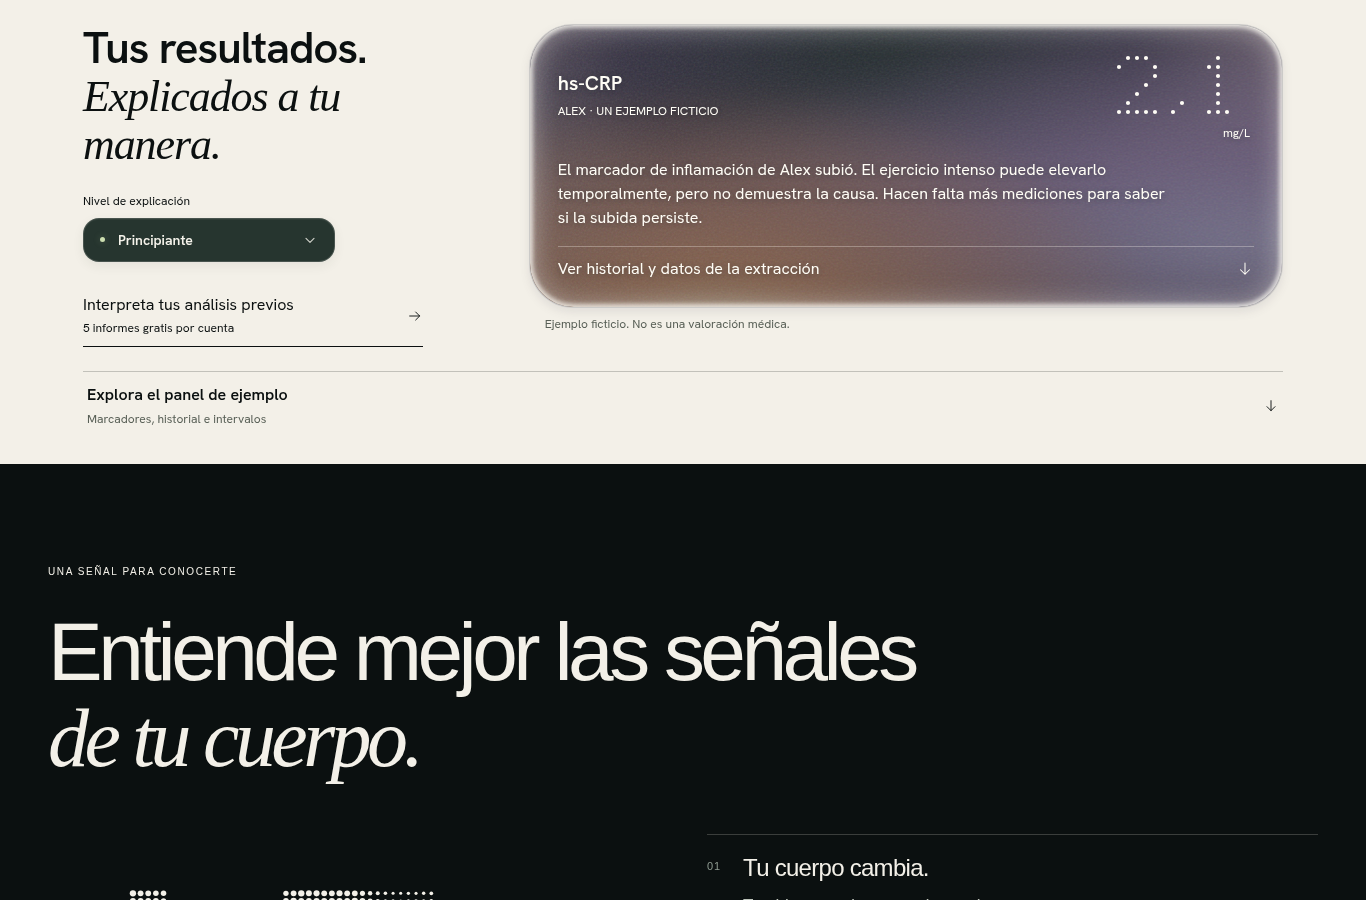 Tus resultados.
Explicados a tu
manera.
Nivel de explicación
Principiante
Interpreta tus análisis previos
5 informes gratis por cuenta
hs-CRP
ALEX · UN EJEMPLO FICTICIO
2,1
mg/L
El marcador de inflamación de Alex subió. El ejercicio intenso puede elevarlo
temporalmente, pero no demuestra la causa. Hacen falta más mediciones para saber
si la subida persiste.
Ver historial y datos de la extracción
Ejemplo ficticio. No es una valoración médica.
Explora el panel de ejemplo
Marcadores, historial e intervalos
UNA SEÑAL PARA CONOCERTE
Entiende mejor las señales
de tu cuerpo.
01
Tu cuerpo cambia.